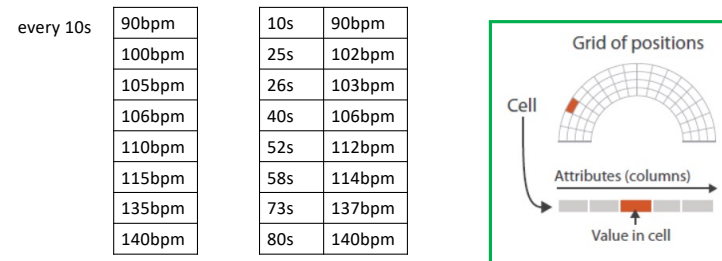 every 10s
90bpm
100bpm
105bpm
106bpm
110bpm
115bpm
135bpm
140bpm
10s 90bpm
25s 102bpm
26s 103bpm
40s 106bpm
52s 112bpm
58s 114bpm
73s 137bpm
80s 140bpm
Grid of positions
Cell
Attributes (columns)
Value in cell